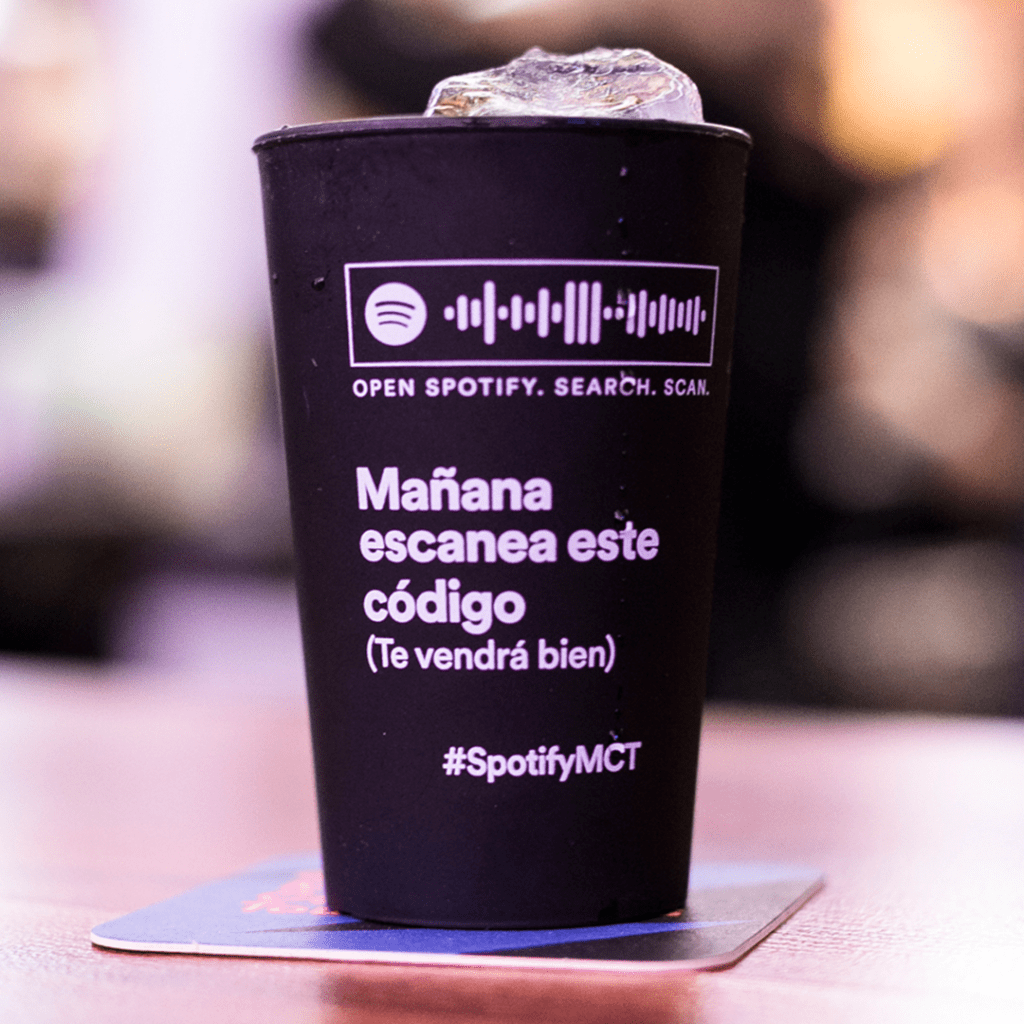 OPEN SPOTIFY. SEARCH. SCAN.
Mañana
escanea este
código
(Te vendrá bien)
#SpotifyMCT